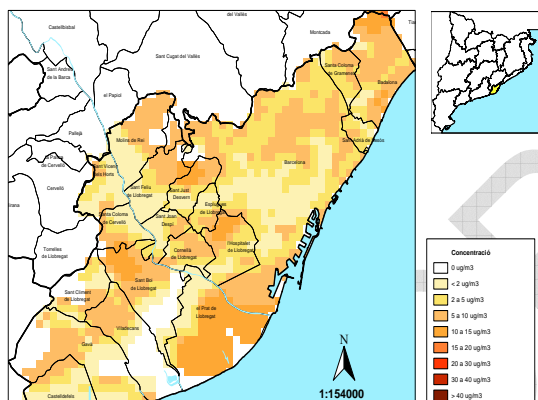 del Vallés
Castellbisbal
Montcada
Tia
Sant Cugat del Vallés
Sant Andreu
de la Barca
Santa Coloma
de Gramenet
Badalona
el Papiol
Pallejà
Molins de Rei
Sant Adrià de Besòs
Barcelona
Sant Vicenç
dels Horts
de Cervelló
Cervelló
Sant Feliu
de Llobregat
Sant Just
Desvern
Esplugues
de Llobregat
Santa Coloma
de Cervelló
Sant Joan
Despí
Cornellà
de Llobregat
l'Hospitalet
de Llobregat
Torrelles
de Llobregat
Sant Boi
de Llobregat
Sant Climent
de Llobregat
el Prat de
Llobregat
Viladecans
Gavà
Castelldefels
N
1:154000
Concentració
0 ug/m3
< 2 ug/m3
2 a 5 ug/m3
5 a 10 ug/m3
10 a 15 ug/m3
15 a 20 ug/m3
20 a 30 ug/m3
30 a 40 ug/m3
> 40 ug/m3